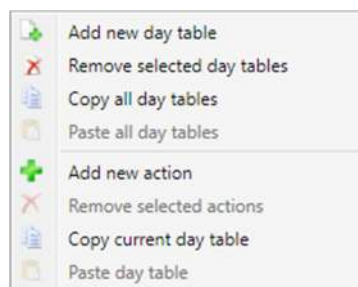 Add new day table
Remove selected day tables
Copy all day tables
Paste all day tables
Add new action
Remove selected actions
Copy current day table
Paste day table